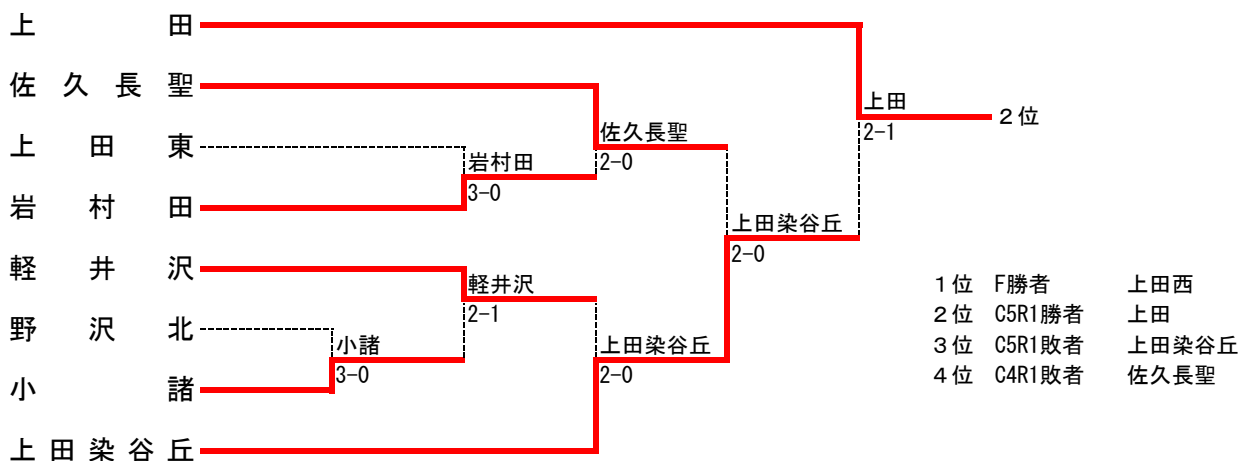 上田
佐久長聖
上田東
岩村田
軽井沢
野沢北
小諸
上田染谷丘
小諸
3-0
岩村田
3-0
軽井沢
2-1
佐久長聖
2-0
上田染谷丘
2-0
上田染谷丘
2-0
上田
2-1
2位
1位 F勝者 上田西
2位 C5R1勝者 上田
3位 C5R1敗者 上田染谷丘
4位 C4R1敗者 佐久長聖